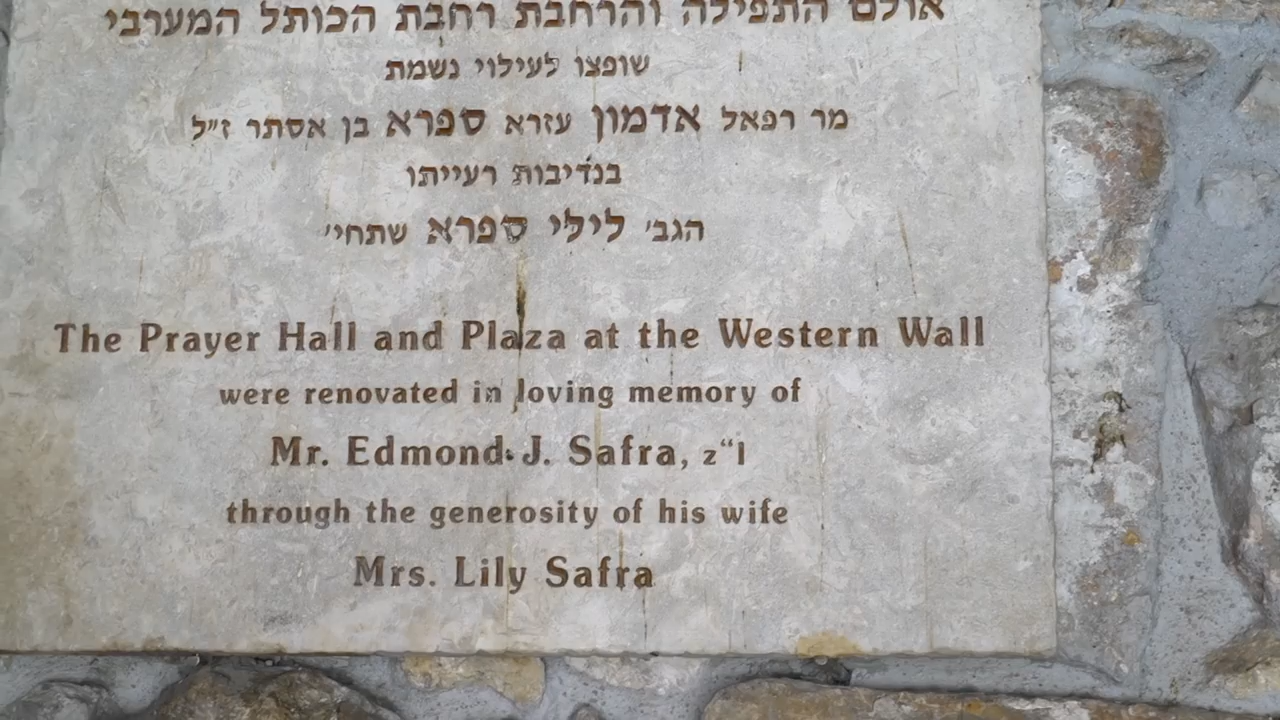 אולם התפילה והרחבת רחבת הכותל המערבי
שופצו לעילוי נשמת
מר רפאל אדמון עזרא ספרא בן אסתר ז״ל
בנדיבות רעייתו
הגב׳ לילי ספרא שתחי׳
The Prayer Hall and Plaza at the Western Wall
were renovated in loving memory of
Mr. Edmond J. Safra, z“l
through the generosity of his wife
Mrs. Lily Safra